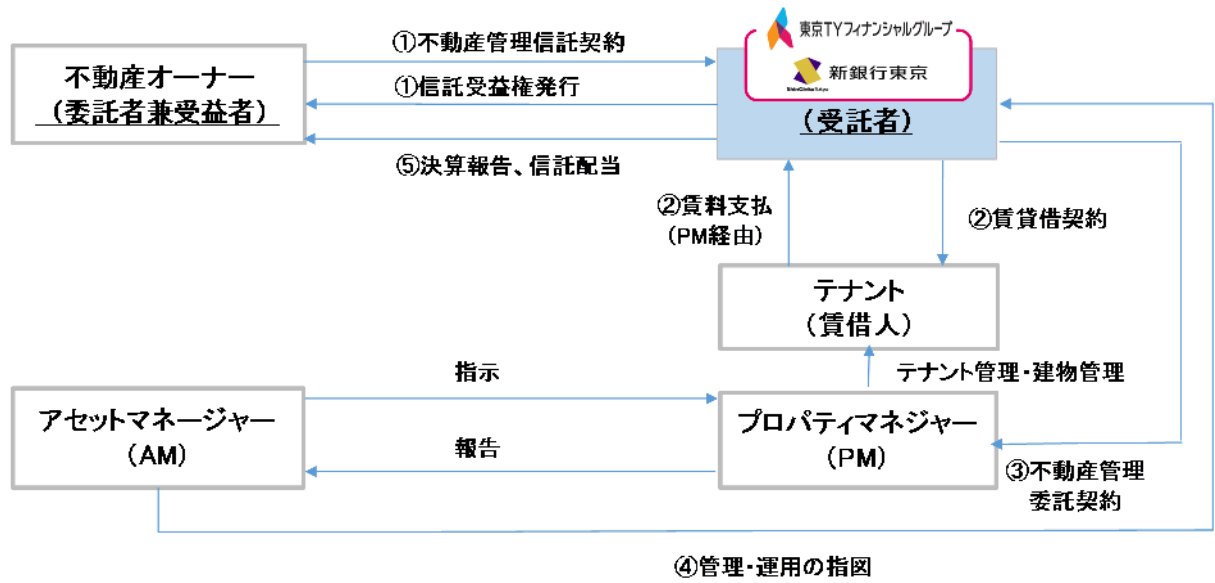 東京TYフィナンシャルグループ
新銀行東京
ShinGinko Tokyo
(受託者)
不動産オーナー
(委託者兼受益者)
①不動産管理信託契約
①信託受益権発行
⑤決算報告、信託配当
②賃料支払
(PM経由)
②賃貸借契約
テナント
(賃借人)
テナント管理・建物管理
指示
報告
アセットマネージャー
(AM)
プロパティマネジャー
(PM)
③不動産管理
委託契約
④管理・運用の指図